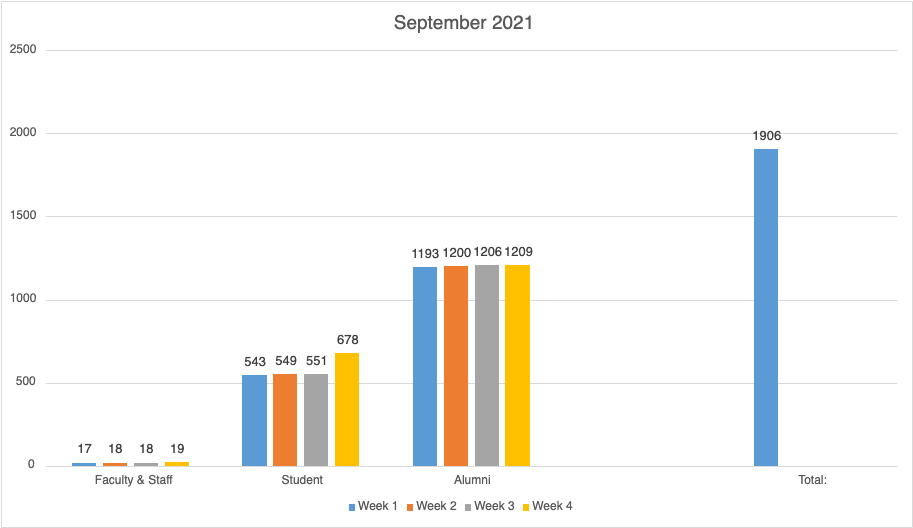 September 2021
2500
2000
1500
1000
500
0
1906
1193 1200 1206 1209
543 549 551 678
17 18 18 19
Faculty & Staff Student Alumni Total:
Week 1 Week 2 Week 3 Week 4